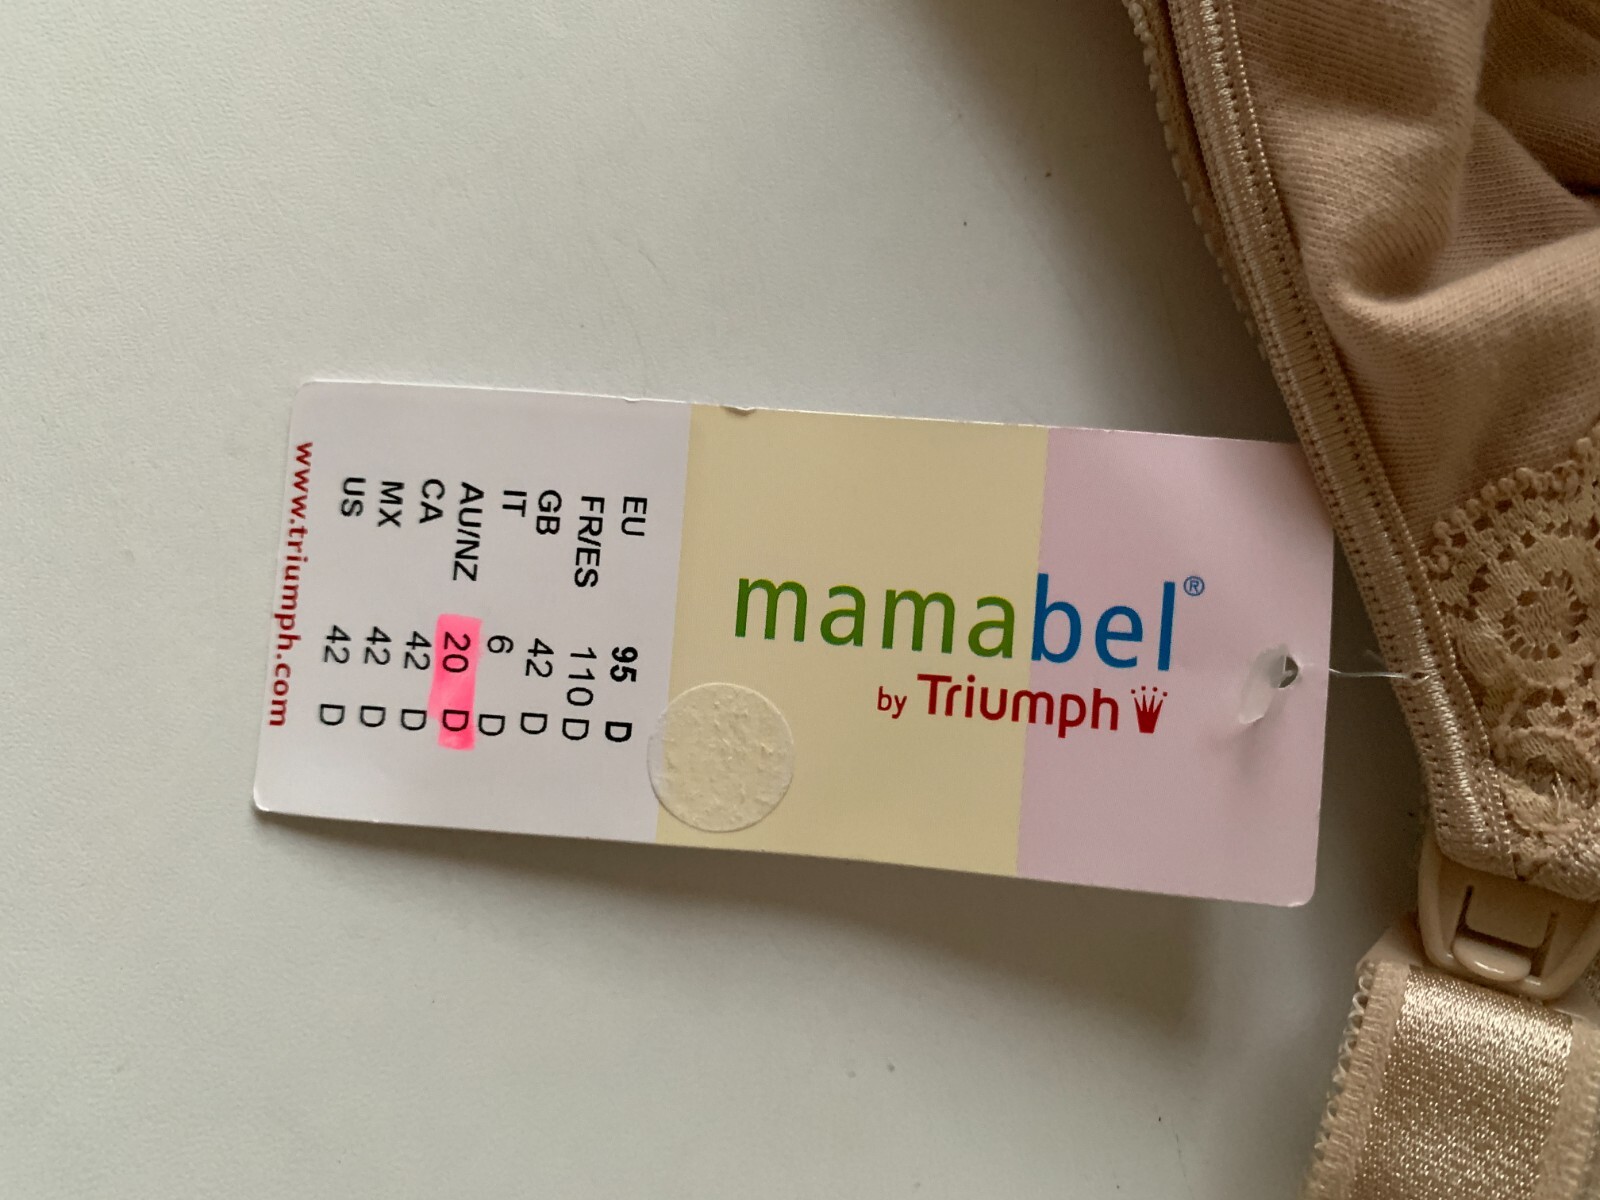 mamabel®
by Triumph
EU 95 D
FR/ES 110 D
GB 42 D
IT 6 D
AU/NZ 20 D
CA 42 D
MX 42 D
US 42 D
www.triumph.com